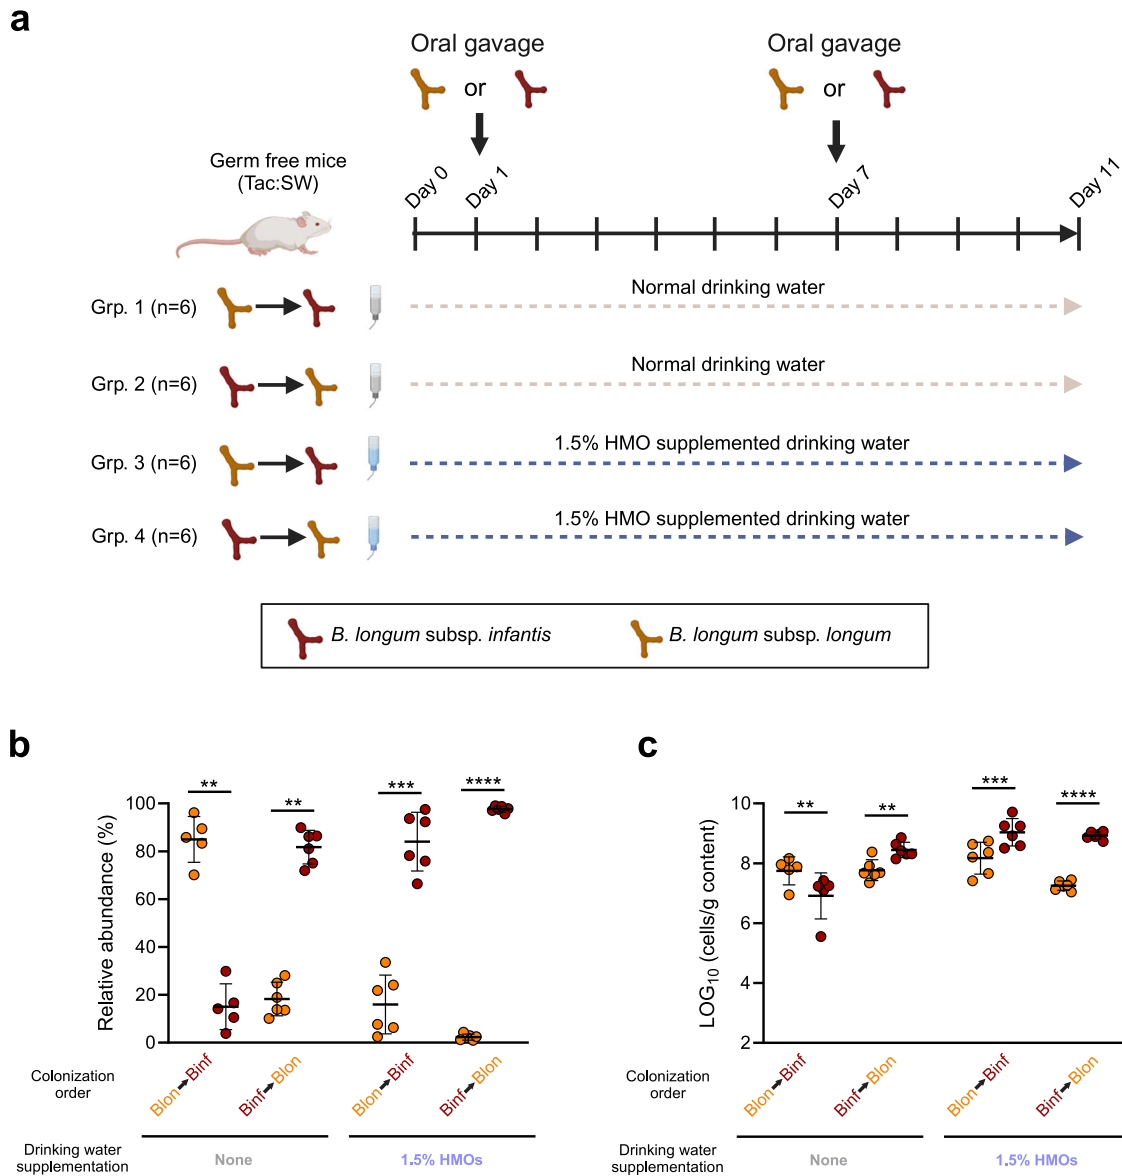 a
Oral gavage
or
Oral gavage
or
Germ free mice
(Tac:SW)
Day 0
Day 1
Day 7
Day 11
Grp. 1 (n=6)
Normal drinking water
Grp. 2 (n=6)
Normal drinking water
Grp. 3 (n=6)
1.5% HMO supplemented drinking water
Grp. 4 (n=6)
1.5% HMO supplemented drinking water
B. longum subsp. infantis
B. longum subsp. longum
b
Relative abundance (%)
100
80
60
40
20
0
**
**
***
****
Colonization
order
Blon→Binf
Binf→Blon
Blon→Binf
Binf→Blon
Drinking water
supplementation
None
1.5% HMOs
c
LOG10 (cells/g content)
10
8
6
4
2
**
**
***
****
Colonization
order
Blon→Binf
Binf→Blon
Blon→Binf
Binf→Blon
Drinking water
supplementation
None
1.5% HMOs